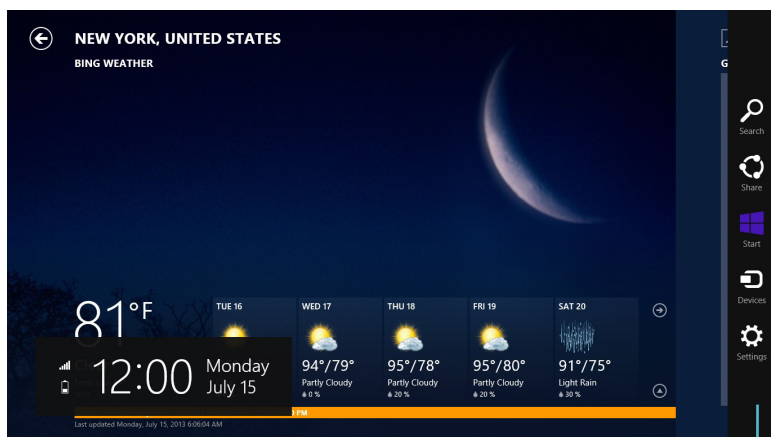 NEW YORK, UNITED STATES
BING WEATHER
G
Search
Share
Start
Devices
Settings
81°F
TUE 16
WED 17
94°/79°
Partly Cloudy
0 %
THU 18
95°/78°
Partly Cloudy
20 %
FRI 19
95°/80°
Partly Cloudy
20 %
SAT 20
91°/75°
Light Rain
30 %
12:00
Monday
July 15
PM
Last updated Monday, July 15, 2013 6:06:04 AM